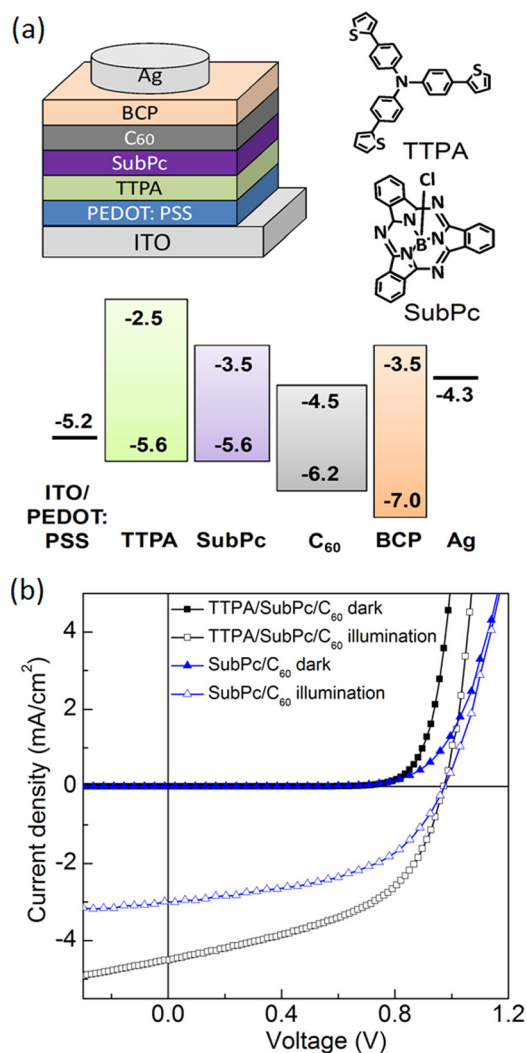 (a)
Ag
BCP
C60
SubPc
TTPA
PEDOT: PSS
ITO
S
S
N
S
TTPA
Cl
N
N
N
B
N
N
N
SubPc
-5.2
-2.5
-5.6
-3.5
-5.6
-4.5
-6.2
-3.5
-7.0
-4.3
ITO/
PEDOT:
PSS
TTPA
SubPc
C60
BCP
Ag
(b)
TTPA/SubPc/C60 dark
TTPA/SubPc/C60 illumination
SubPc/C60 dark
SubPc/C60 illumination
Current density (mA/cm²)
4
2
0
-2
-4
0.0
0.4
0.8
1.2
Voltage (V)